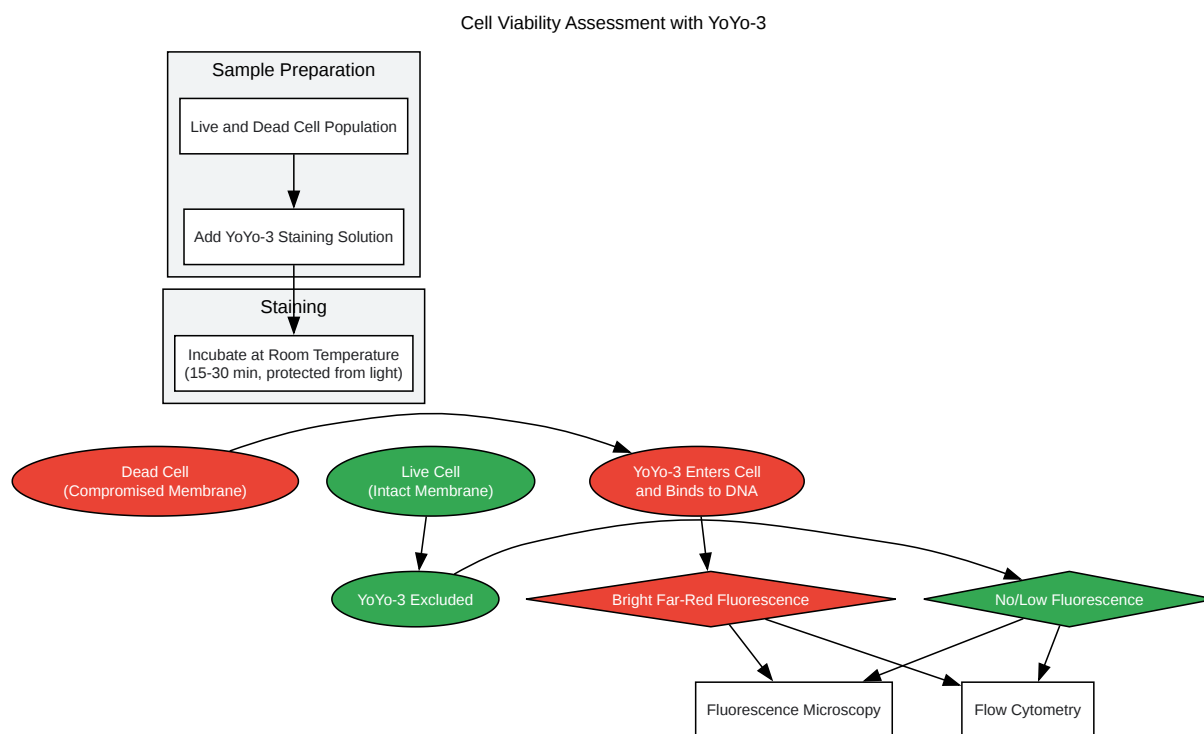 Cell Viability Assessment with YoYo-3
Sample Preparation
Live and Dead Cell Population
Add YoYo-3 Staining Solution
Staining
Incubate at Room Temperature
(15-30 min, protected from light)
Dead Cell
(Compromised Membrane)
Live Cell
(Intact Membrane)
YoYo-3 Enters Cell
and Binds to DNA
YoYo-3 Excluded
Bright Far-Red Fluorescence
No/Low Fluorescence
Fluorescence Microscopy
Flow Cytometry